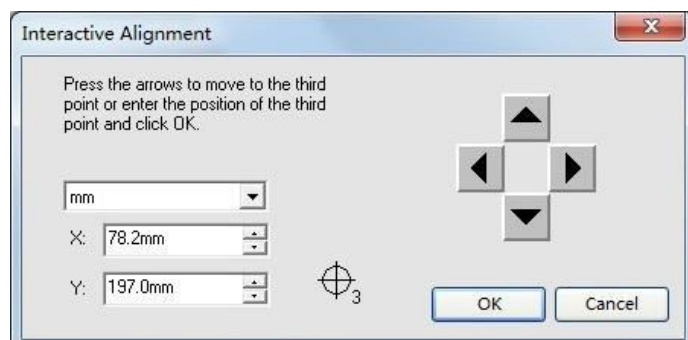 Interactive Alignment
Press the arrows to move to the third
point or enter the position of the third
point and click OK.
mm
X: 78.2mm
Y: 197.0mm
3
OK Cancel